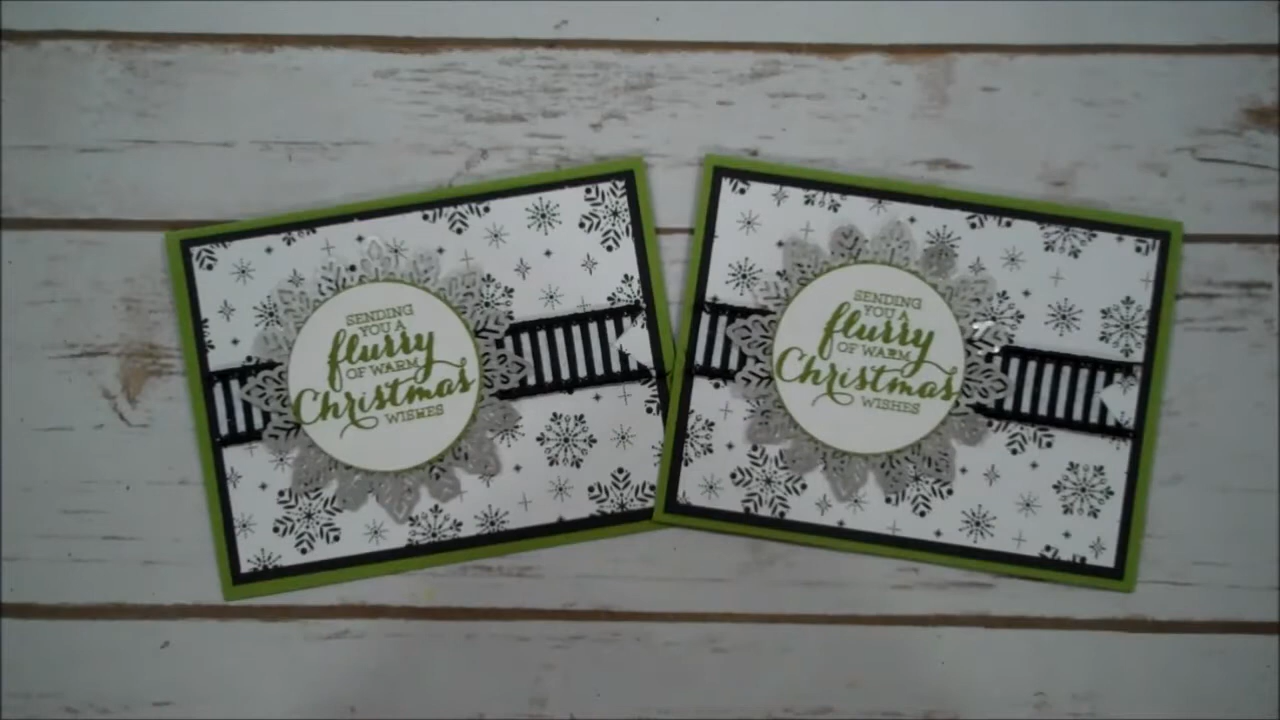 SENDING
YOU A
flurry
OF WARM
Christmas
WISHES
SENDING
YOU A
flurry
OF WARM
Christmas
WISHES